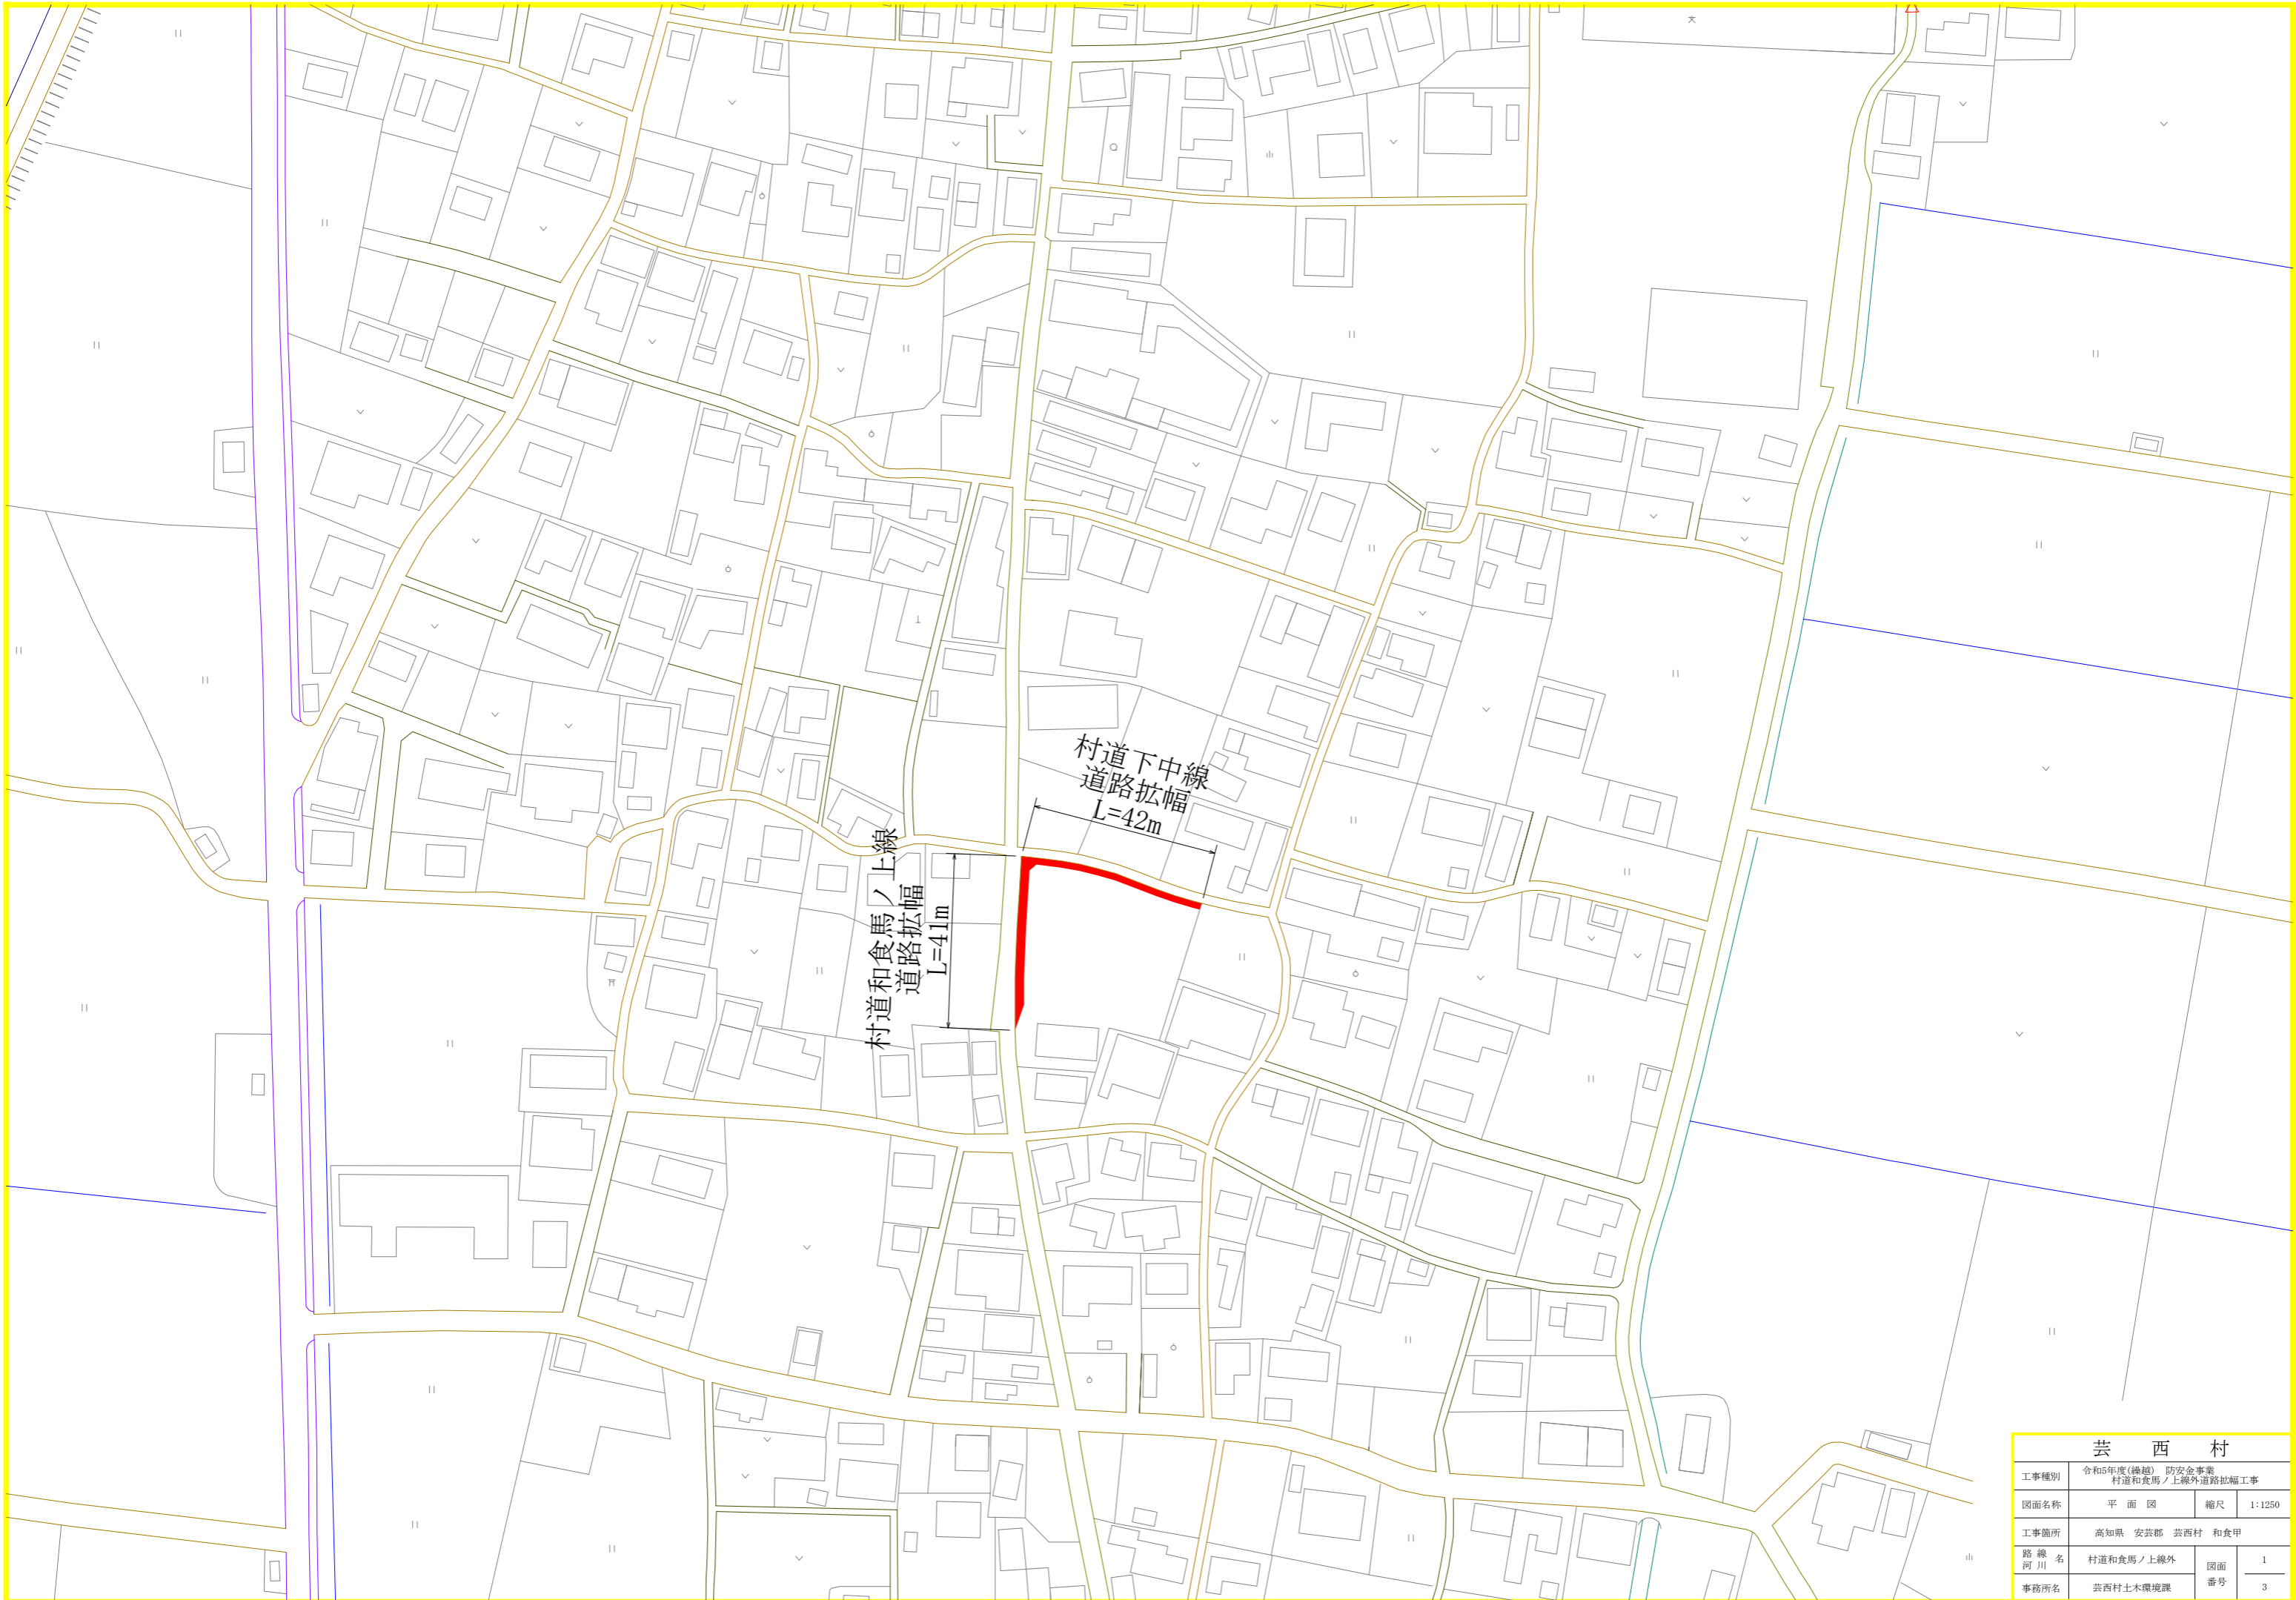 村道下中線
道路拡幅
L=42m
村道和食馬ノ上線
道路拡幅
L=41m
芸 西 村
工事種別 令和5年度(繰越) 防安金事業
村道和食馬ノ上線外道路拡幅工事
図面名称 平 面 図 縮尺 1:1250
工事箇所 高知県 安芸郡 芸西村 和食甲
路線河川名 村道和食馬ノ上線外 図面番号 1
3
事務所名 芸西村土木環境課